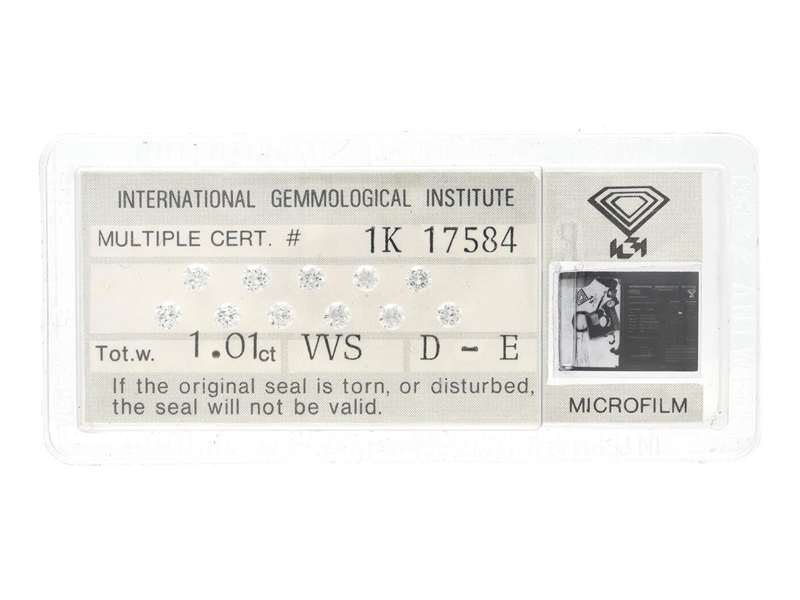 INTERNATIONAL GEMMOLOGICAL INSTITUTE
MULTIPLE CERT. # 1K 17584
Tot.w. 1.01ct VVS D - E
If the original seal is torn, or disturbed,
the seal will not be valid.
MICROFILM